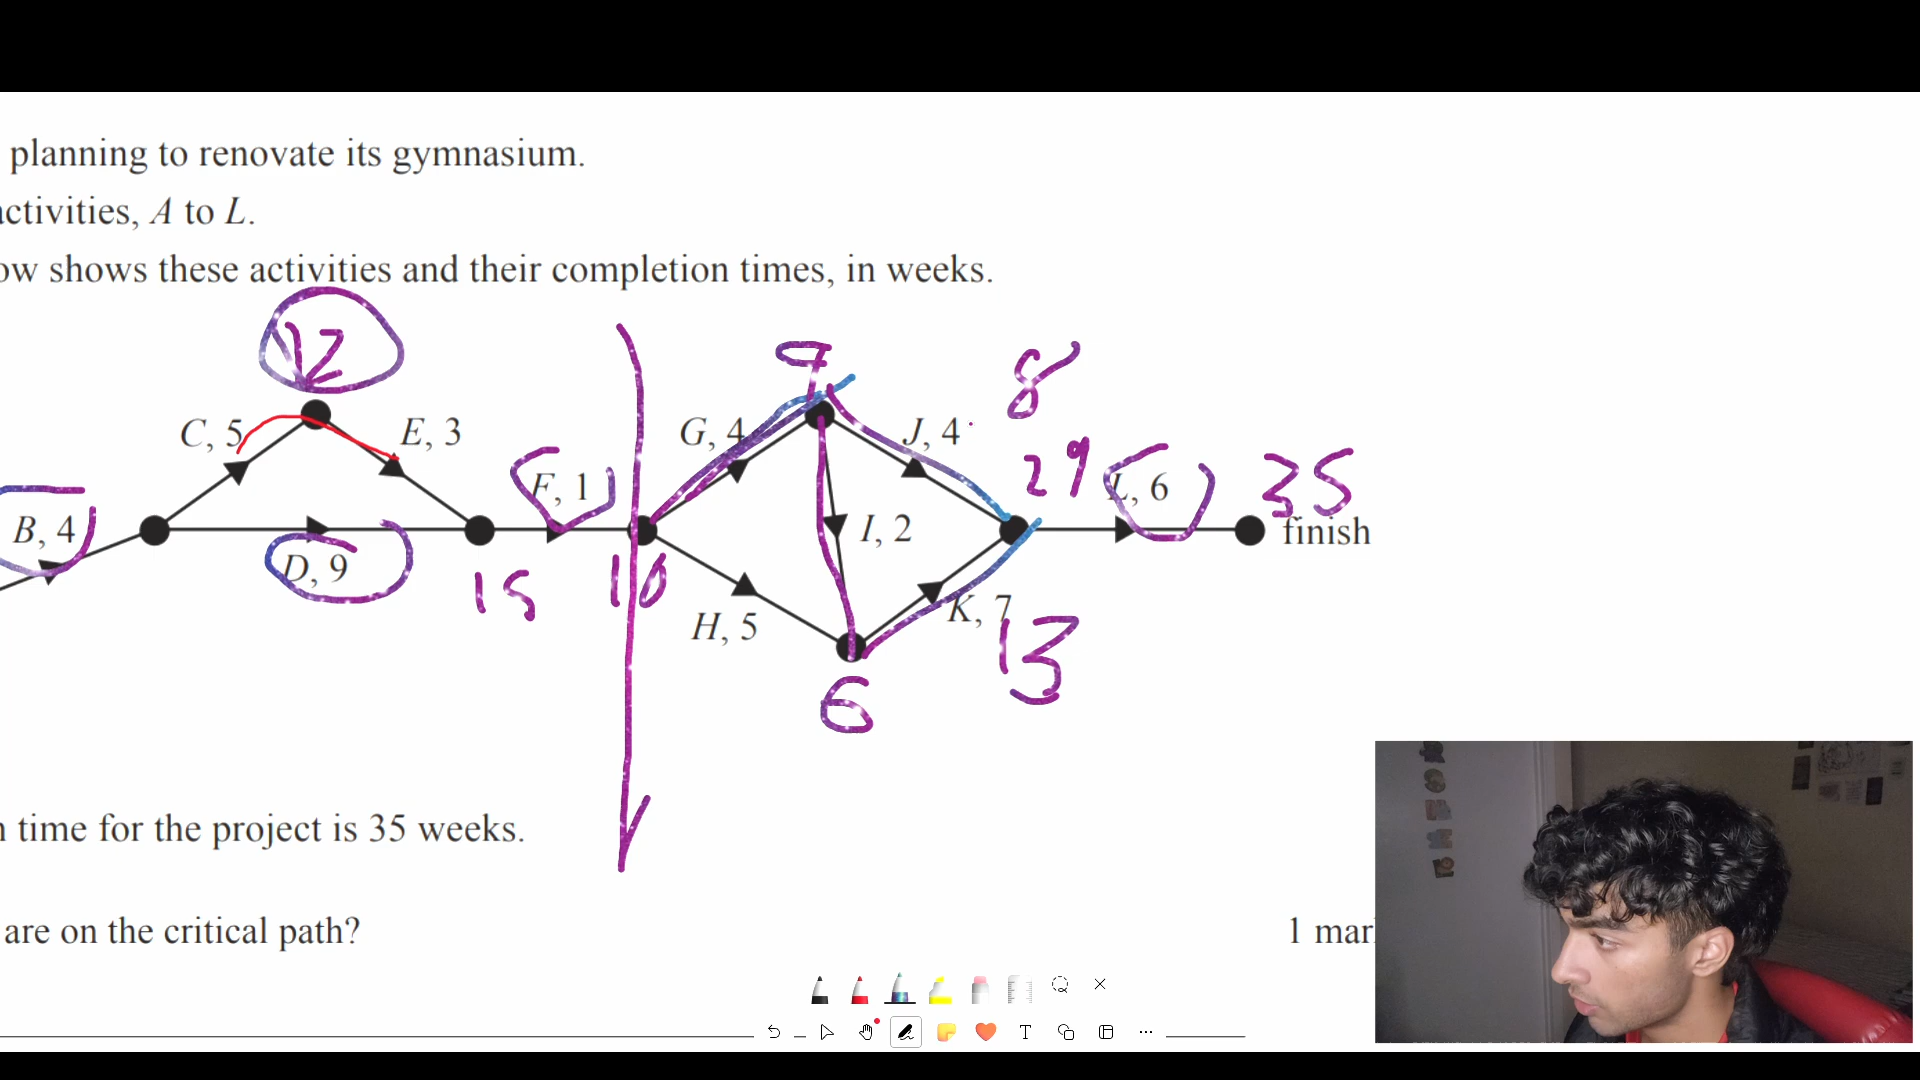 planning to renovate its gymnasium.
activities, A to L.
ow shows these activities and their completion times, in weeks.
12
9
8
C, 5
E, 3
G, 4
J, 4
29
35
F, 1
L, 6
B, 4
I, 2
finish
D, 9
15
10
H, 5
K, 7
13
6
n time for the project is 35 weeks.
are on the critical path?
1 mar
T